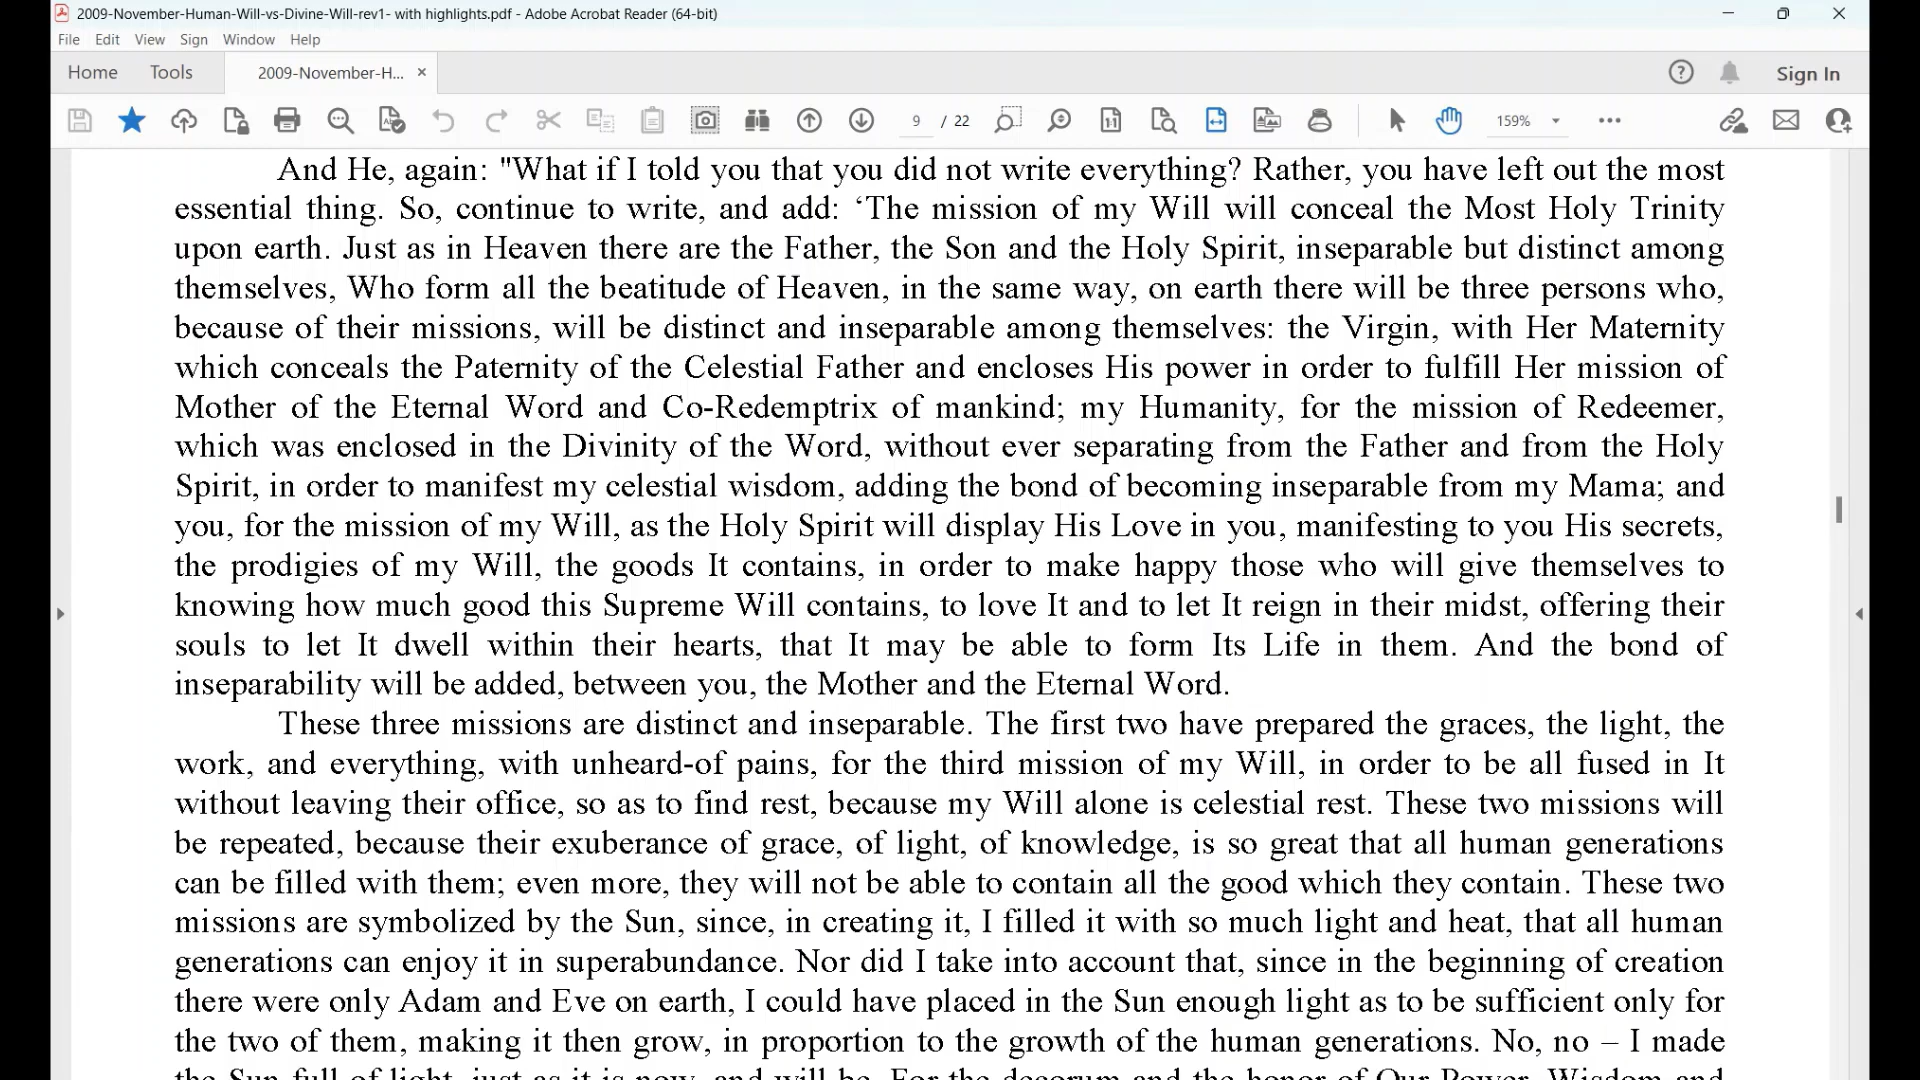 2009-November-Human-Will-vs-Divine-Will-rev1- with highlights.pdf - Adobe Acrobat Reader (64-bit)
File Edit View Sign Window Help
Home Tools 2009-November-H... × Sign In
9 / 22 159%
And He, again: "What if I told you that you did not write everything? Rather, you have left out the most
essential thing. So, continue to write, and add: ‘The mission of my Will will conceal the Most Holy Trinity
upon earth. Just as in Heaven there are the Father, the Son and the Holy Spirit, inseparable but distinct among
themselves, Who form all the beatitude of Heaven, in the same way, on earth there will be three persons who,
because of their missions, will be distinct and inseparable among themselves: the Virgin, with Her Maternity
which conceals the Paternity of the Celestial Father and encloses His power in order to fulfill Her mission of
Mother of the Eternal Word and Co-Redemptrix of mankind; my Humanity, for the mission of Redeemer,
which was enclosed in the Divinity of the Word, without ever separating from the Father and from the Holy
Spirit, in order to manifest my celestial wisdom, adding the bond of becoming inseparable from my Mama; and
you, for the mission of my Will, as the Holy Spirit will display His Love in you, manifesting to you His secrets,
the prodigies of my Will, the goods It contains, in order to make happy those who will give themselves to
knowing how much good this Supreme Will contains, to love It and to let It reign in their midst, offering their
souls to let It dwell within their hearts, that It may be able to form Its Life in them. And the bond of
inseparability will be added, between you, the Mother and the Eternal Word.
These three missions are distinct and inseparable. The first two have prepared the graces, the light, the
work, and everything, with unheard-of pains, for the third mission of my Will, in order to be all fused in It
without leaving their office, so as to find rest, because my Will alone is celestial rest. These two missions will
be repeated, because their exuberance of grace, of light, of knowledge, is so great that all human generations
can be filled with them; even more, they will not be able to contain all the good which they contain. These two
missions are symbolized by the Sun, since, in creating it, I filled it with so much light and heat, that all human
generations can enjoy it in superabundance. Nor did I take into account that, since in the beginning of creation
there were only Adam and Eve on earth, I could have placed in the Sun enough light as to be sufficient only for
the two of them, making it then grow, in proportion to the growth of the human generations. No, no – I made
the Sun full of light, just as it is now, and will be. For the decorum and the honor of Our Power, Wisdom and